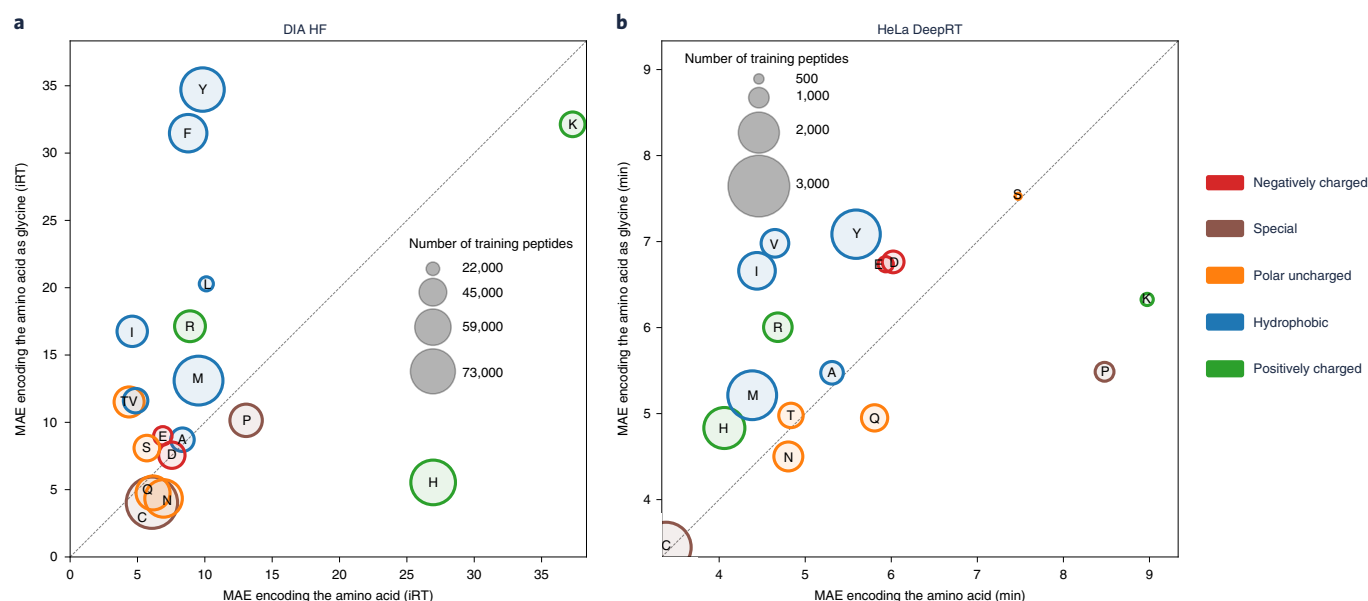 a
DIA HF
MAE encoding the amino acid as glycine (iRT)
35
30
25
20
15
10
5
0
Y
F
K
L
I
R
M
T
V
P
E
A
S
D
Q
N
C
H
Number of training peptides
22,000
45,000
59,000
73,000
0 5 10 15 20 25 30 35
MAE encoding the amino acid (iRT)
b
HeLa DeepRT
MAE encoding the amino acid as glycine (min)
9
8
7
6
5
4
Number of training peptides
500
1,000
2,000
3,000
S
Y
V
I
E
D
K
R
A
P
M
H
T
Q
N
C
4 5 6 7 8 9
MAE encoding the amino acid (min)
Negatively charged
Special
Polar uncharged
Hydrophobic
Positively charged